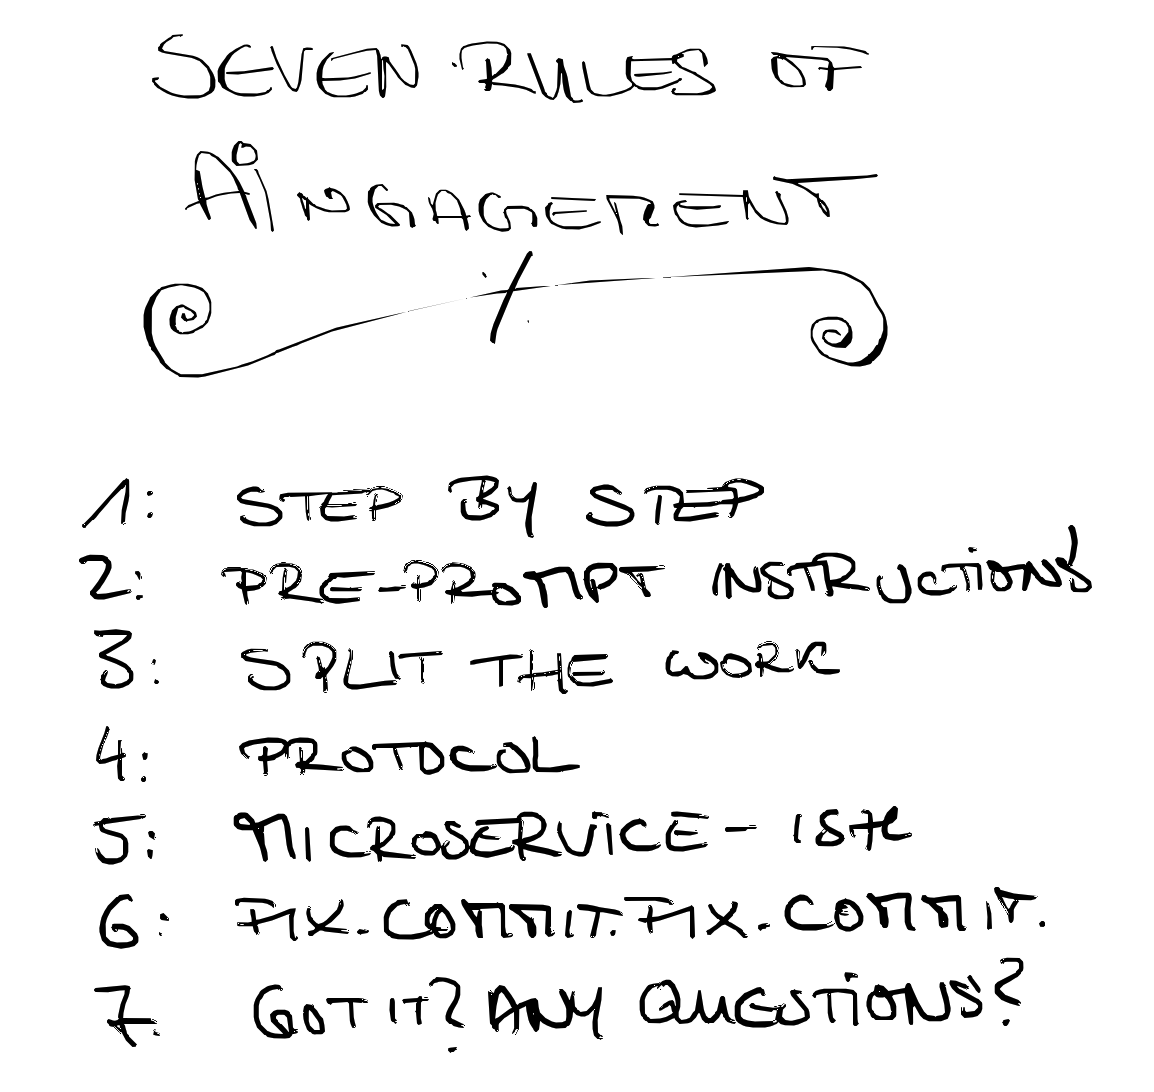 SEVEN RULES OF
AiNGAGEMENT
1: STEP BY STEP
2: PRE-PROMPT INSTRUCTIONS!
3: SPLIT THE WORK
4: PROTOCOL
5: MICROSERViCE-ISH
6: FIX.COMMIT.FIX.COMMIT.
7. GOT IT? ANY QUESTiONS?